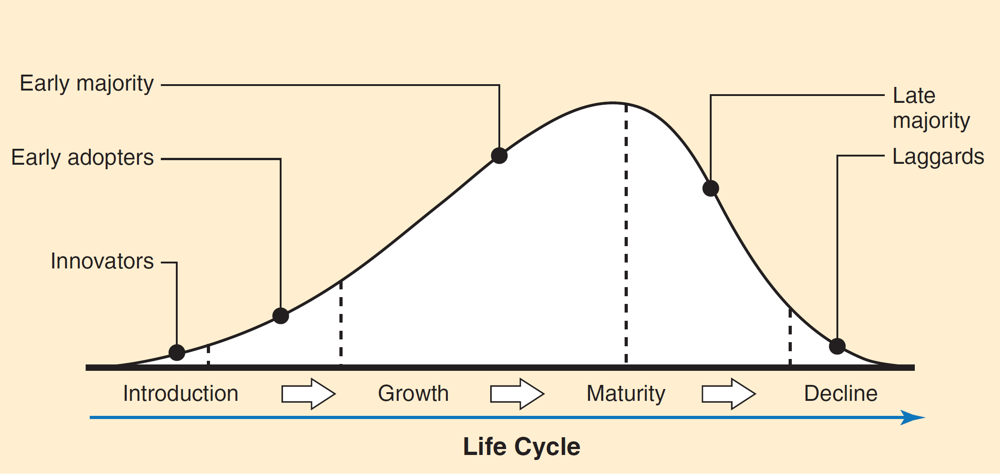 Early majority
Early adopters
Innovators
Late
majority
Laggards
Introduction
Growth
Maturity
Decline
Life Cycle